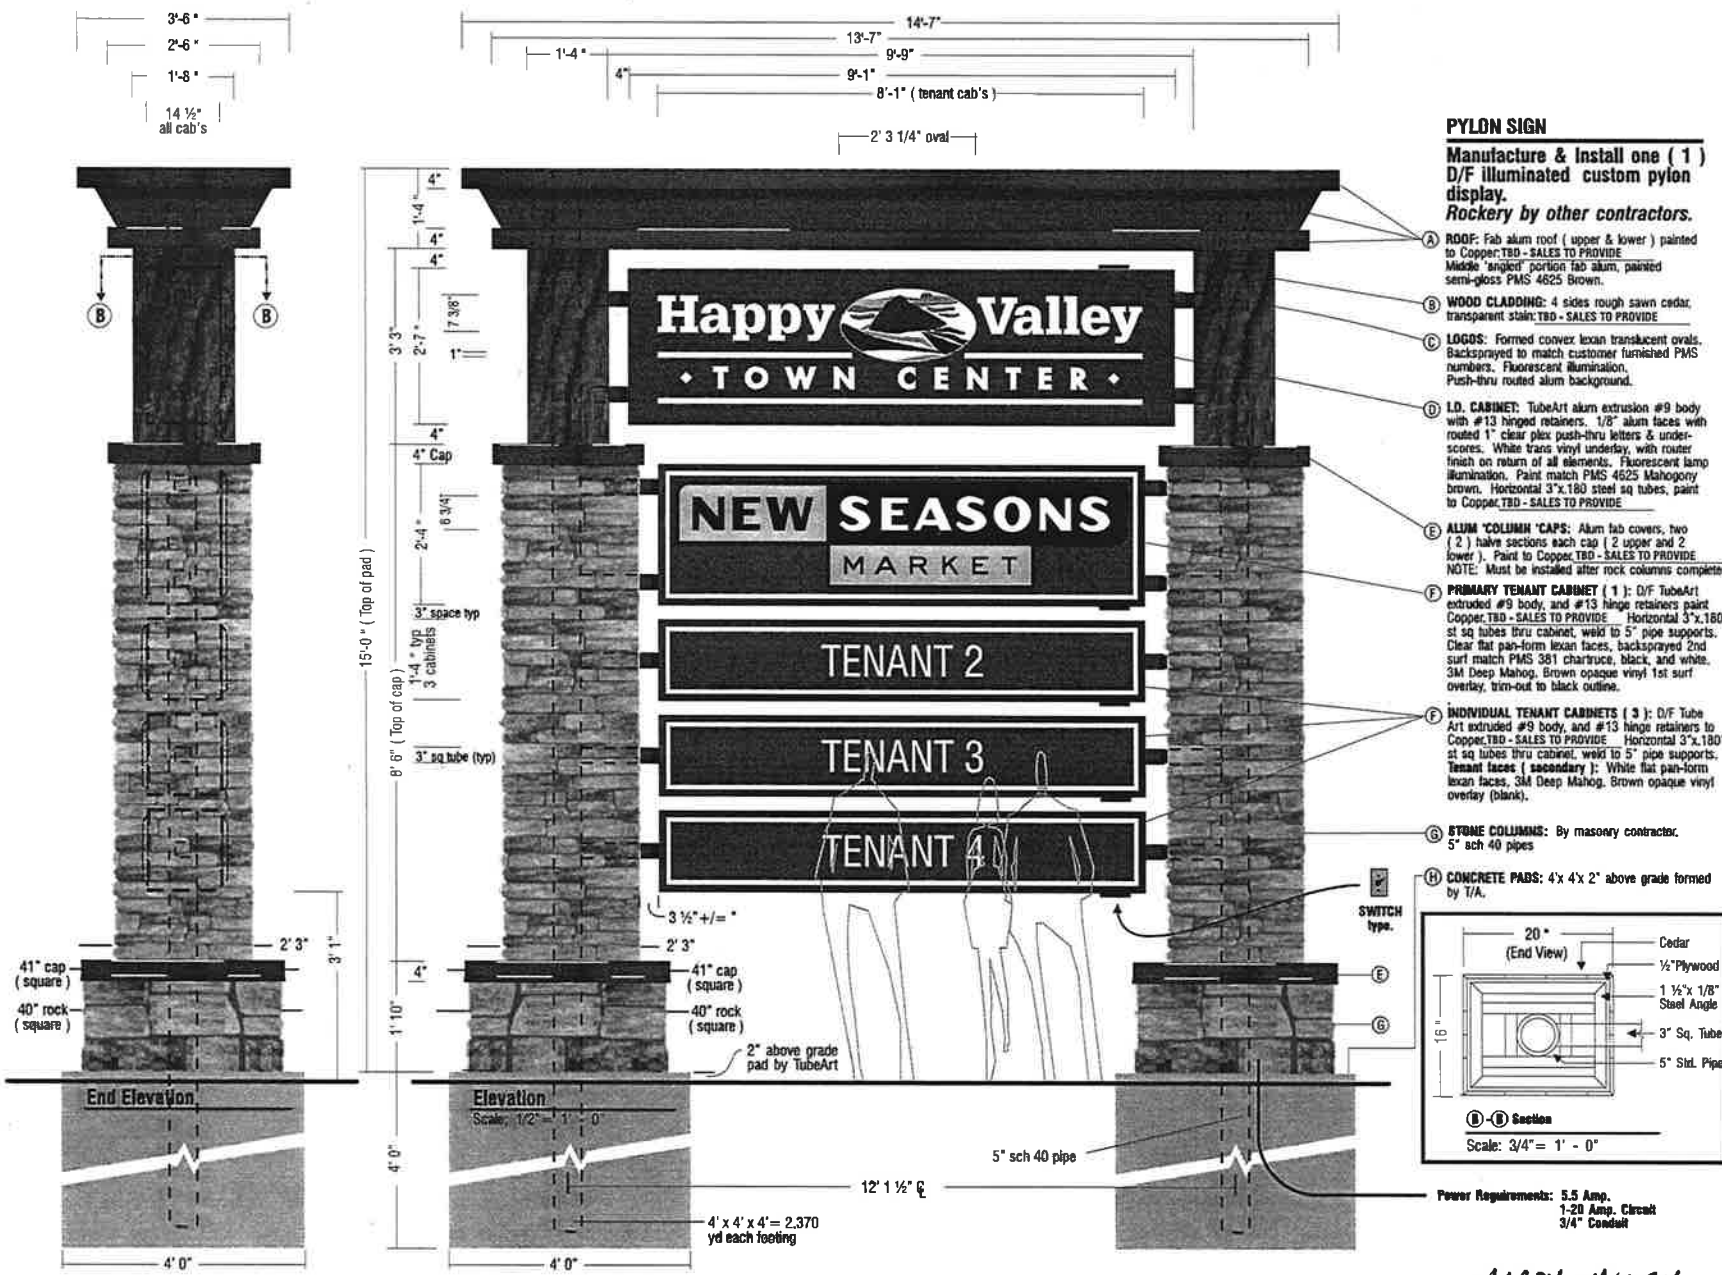 3'-6"
2'-6"
1'-8"
14 ½"
all cab's
14'-7"
13'-7"
1'-4"
9'-9"
4"
9'-1"
8'-1" ( tenant cab's )
2' 3 1/4" oval
B
B
4"
1'-4"
4"
4"
3' 3"
2'-7"
7 3/8"
1"
4"
4" Cap
2'-4"
6 3/4"
15'-0" ( Top of pad )
8' 6" ( Top of cap )
3" space typ
1'-4" typ
3 cabinets
3" sq tube (typ)
Happy Valley
TOWN CENTER
NEW SEASONS
MARKET
TENANT 2
TENANT 3
TENANT 4
3 ½" +/= "
2' 3"
3' 1"
41" cap
( square )
40" rock
( square )
2' 3"
4"
1' 10"
41" cap
( square )
40" rock
( square )
2" above grade
pad by TubeArt
End Elevation
Elevation
Scale: 1/2" = 1' - 0"
4' 0"
4' 0"
4' 0"
5" sch 40 pipe
12' 1 ½" ℄
4' x 4' x 4' = 2,370
yd each footing
PYLON SIGN
Manufacture & Install one ( 1 )
D/F illuminated custom pylon
display.
Rockery by other contractors.
A ROOF: Fab alum roof ( upper & lower ) painted
to Copper: TBD - SALES TO PROVIDE
Middle 'angled' portion fab alum, painted
semi-gloss PMS 4625 Brown.
B WOOD CLADDING: 4 sides rough sawn cedar,
transparent stain: TBD - SALES TO PROVIDE
C LOGOS: Formed convex lexan translucent ovals.
Backsprayed to match customer furnished PMS
numbers. Fluorescent illumination.
Push-thru routed alum background.
D I.D. CABINET: TubeArt alum extrusion #9 body
with #13 hinged retainers. 1/8" alum faces with
routed 1" clear plex push-thru letters & under-
scores. White trans vinyl underlay, with router
finish on return of all elements. Fluorescent lamp
illumination. Paint match PMS 4625 Mahogony
brown. Horizontal 3"x.180 steel sq tubes, paint
to Copper. TBD - SALES TO PROVIDE
E ALUM 'COLUMN 'CAPS: Alum fab covers, two
( 2 ) halve sections each cap ( 2 upper and 2
lower ). Paint to Copper. TBD - SALES TO PROVIDE
NOTE: Must be installed after rock columns complete
F PRIMARY TENANT CABINET ( 1 ): D/F TubeArt
extruded #9 body, and #13 hinge retainers paint
Copper. TBD - SALES TO PROVIDE Horizontal 3"x.180
st sq tubes thru cabinet, weld to 5" pipe supports.
Clear flat pan-form lexan faces, backsprayed 2nd
surf match PMS 381 chartruce, black, and white.
3M Deep Mahog. Brown opaque vinyl 1st surf
overlay, trim-out to black outline.
F INDIVIDUAL TENANT CABINETS ( 3 ): D/F Tube
Art extruded #9 body, and #13 hinge retainers to
Copper. TBD - SALES TO PROVIDE Horizontal 3"x.180"
st sq tubes thru cabinet, weld to 5" pipe supports.
Tenant faces ( secondary ): White flat pan-form
lexan faces, 3M Deep Mahog. Brown opaque vinyl
overlay (blank).
G STONE COLUMNS: By masonry contractor.
5" sch 40 pipes
H CONCRETE PADS: 4'x 4'x 2" above grade formed
by T/A.
SWITCH
type.
E
G
20"
(End View)
16"
Cedar
½"Plywood
1 ½"x 1/8"
Steel Angle
3" Sq. Tube
5" Std. Pipe
B - B Section
Scale: 3/4"= 1' - 0"
Power Requirements: 5.5 Amp.
1-20 Amp. Circuit
3/4" Conduit